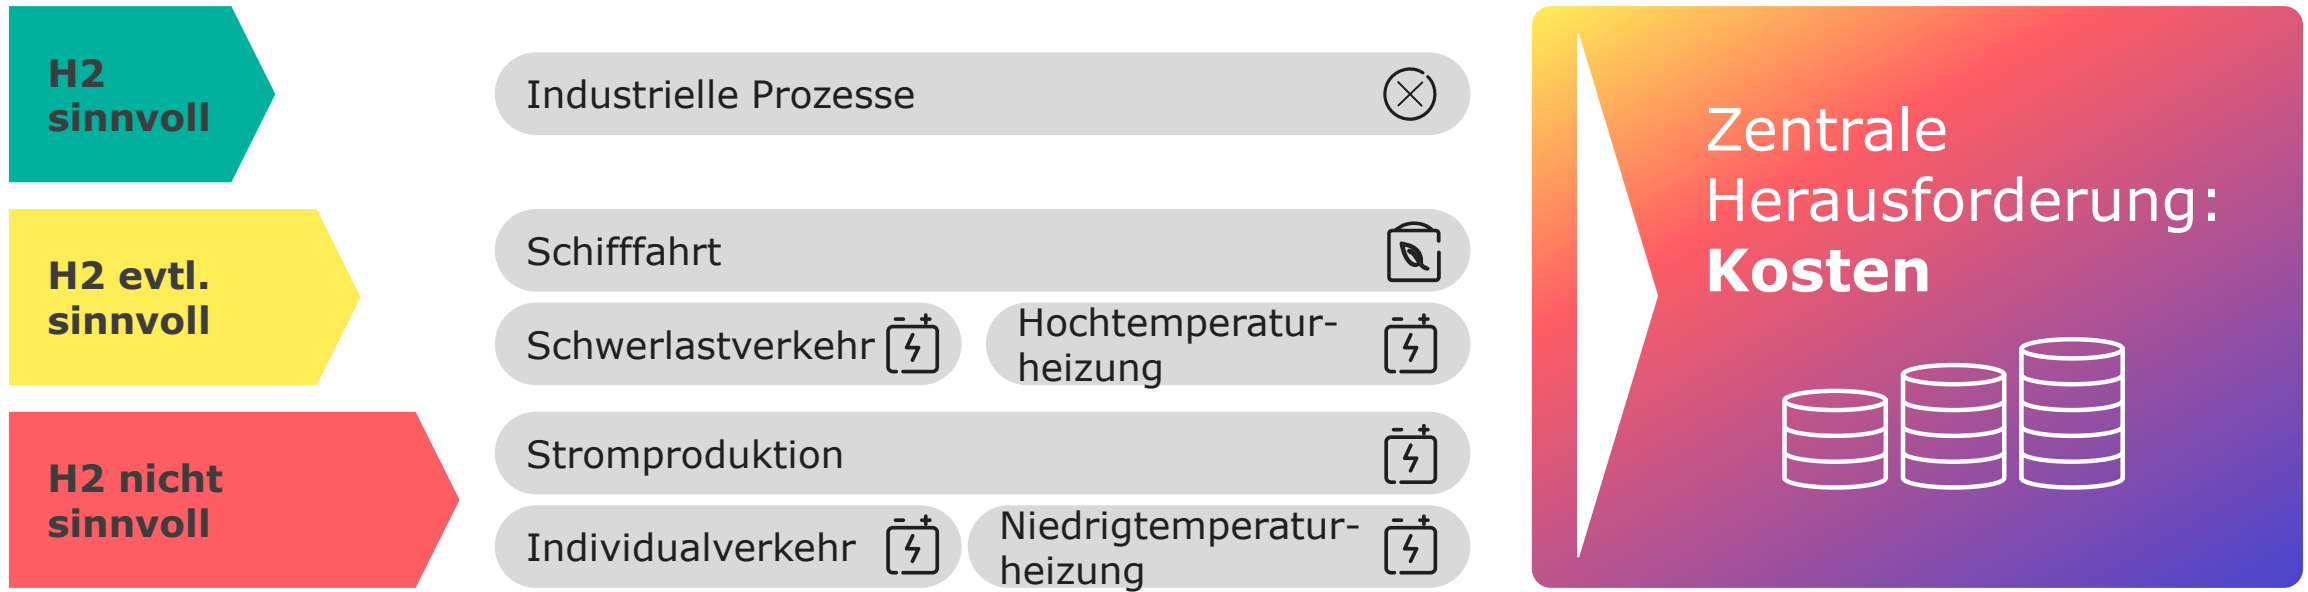 H2
sinnvoll
Industrielle Prozesse
H2 evtl.
sinnvoll
Schifffahrt
Schwerlastverkehr
Hochtemperatur-
heizung
H2 nicht
sinnvoll
Stromproduktion
Individualverkehr
Niedrigtemperatur-
heizung
Zentrale
Herausforderung:
Kosten